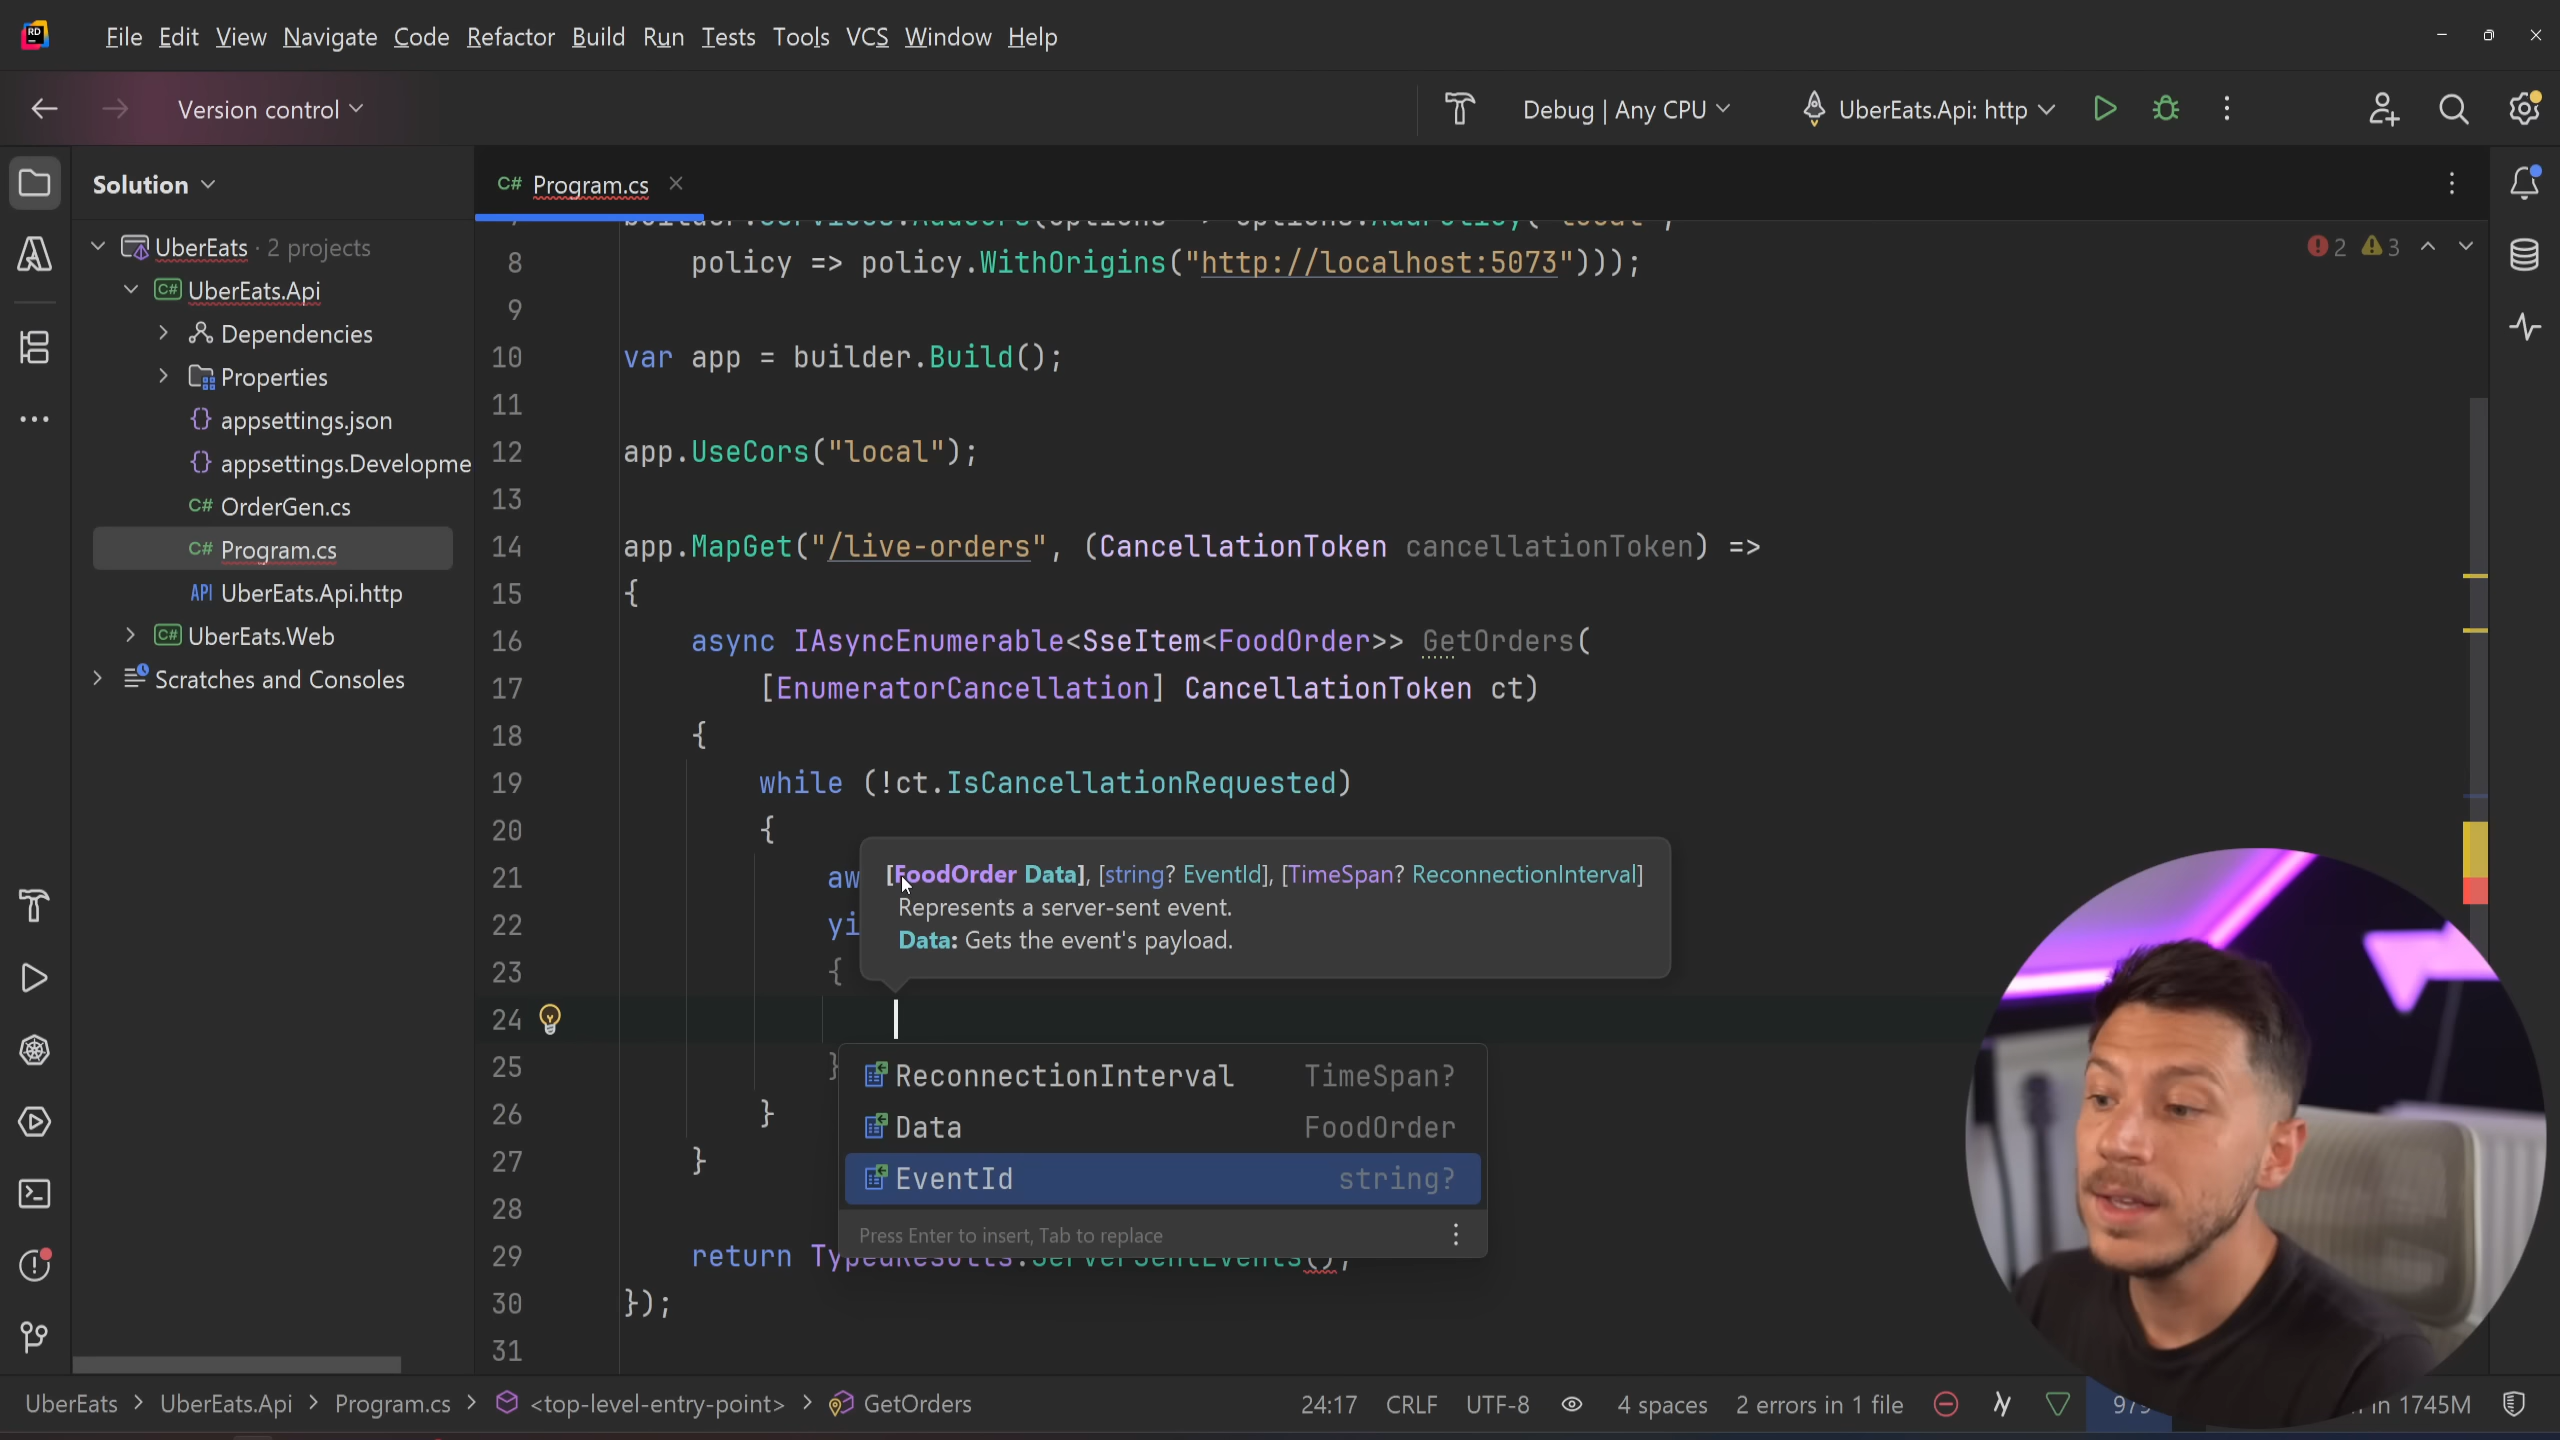 RD File Edit View Navigate Code Refactor Build Run Tests Tools VCS Window Help
Version control Debug | Any CPU UberEats.Api: http
Solution
C# Program.cs
UberEats · 2 projects
C# UberEats.Api
Dependencies
Properties
{} appsettings.json
{} appsettings.Developme
C# OrderGen.cs
C# Program.cs
API UberEats.Api.http
C# UberEats.Web
Scratches and Consoles
2 3
8 policy => policy.WithOrigins("http://localhost:5073")));
9
10 var app = builder.Build();
11
12 app.UseCors("local");
13
14 app.MapGet("/live-orders", (CancellationToken cancellationToken) =>
15 {
16 async IAsyncEnumerable<SseItem<FoodOrder>> GetOrders(
17 [EnumeratorCancellation] CancellationToken ct)
18 {
19 while (!ct.IsCancellationRequested)
20 {
21 aw
22 yi
23 {
24
25 }
26 }
27 }
28
29 return TypedResults.ServerSentEvents();
30 });
31
[FoodOrder Data], [string? EventId], [TimeSpan? ReconnectionInterval]
Represents a server-sent event.
Data: Gets the event's payload.
ReconnectionInterval TimeSpan?
Data FoodOrder
EventId string?
Press Enter to insert, Tab to replace
UberEats > UberEats.Api > Program.cs > <top-level-entry-point> > GetOrders
24:17 CRLF UTF-8 4 spaces 2 errors in 1 file in 1745M